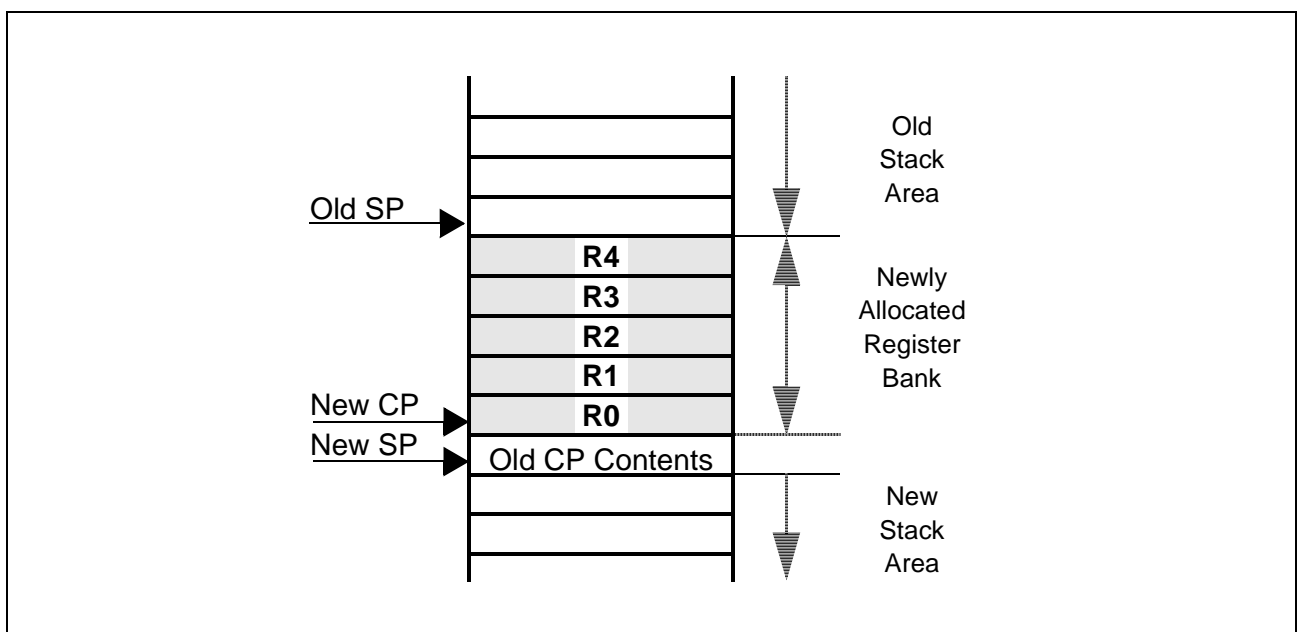 Old
Stack
Area
Old SP
R4
R3
R2
R1
R0
Newly
Allocated
Register
Bank
New CP
New SP
Old CP Contents
New
Stack
Area